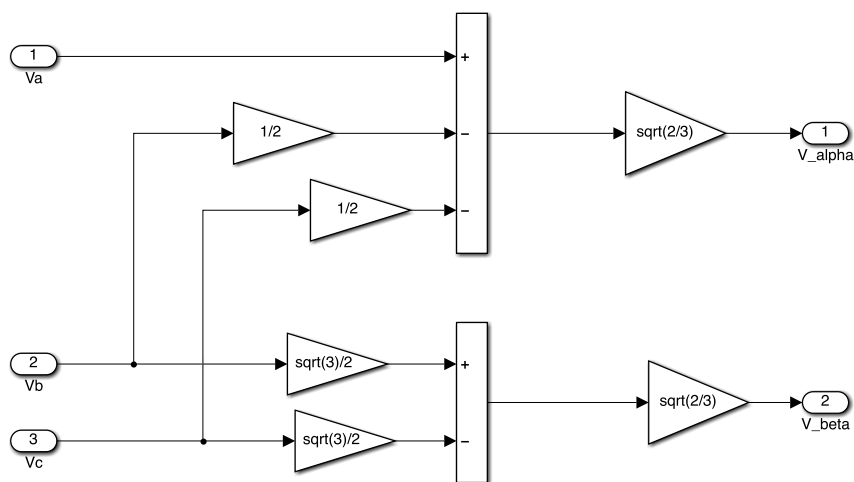 1
Va
+
1/2
−
sqrt(2/3)
1
V_alpha
1/2
−
2
Vb
sqrt(3)/2
+
sqrt(2/3)
2
V_beta
3
Vc
sqrt(3)/2
−